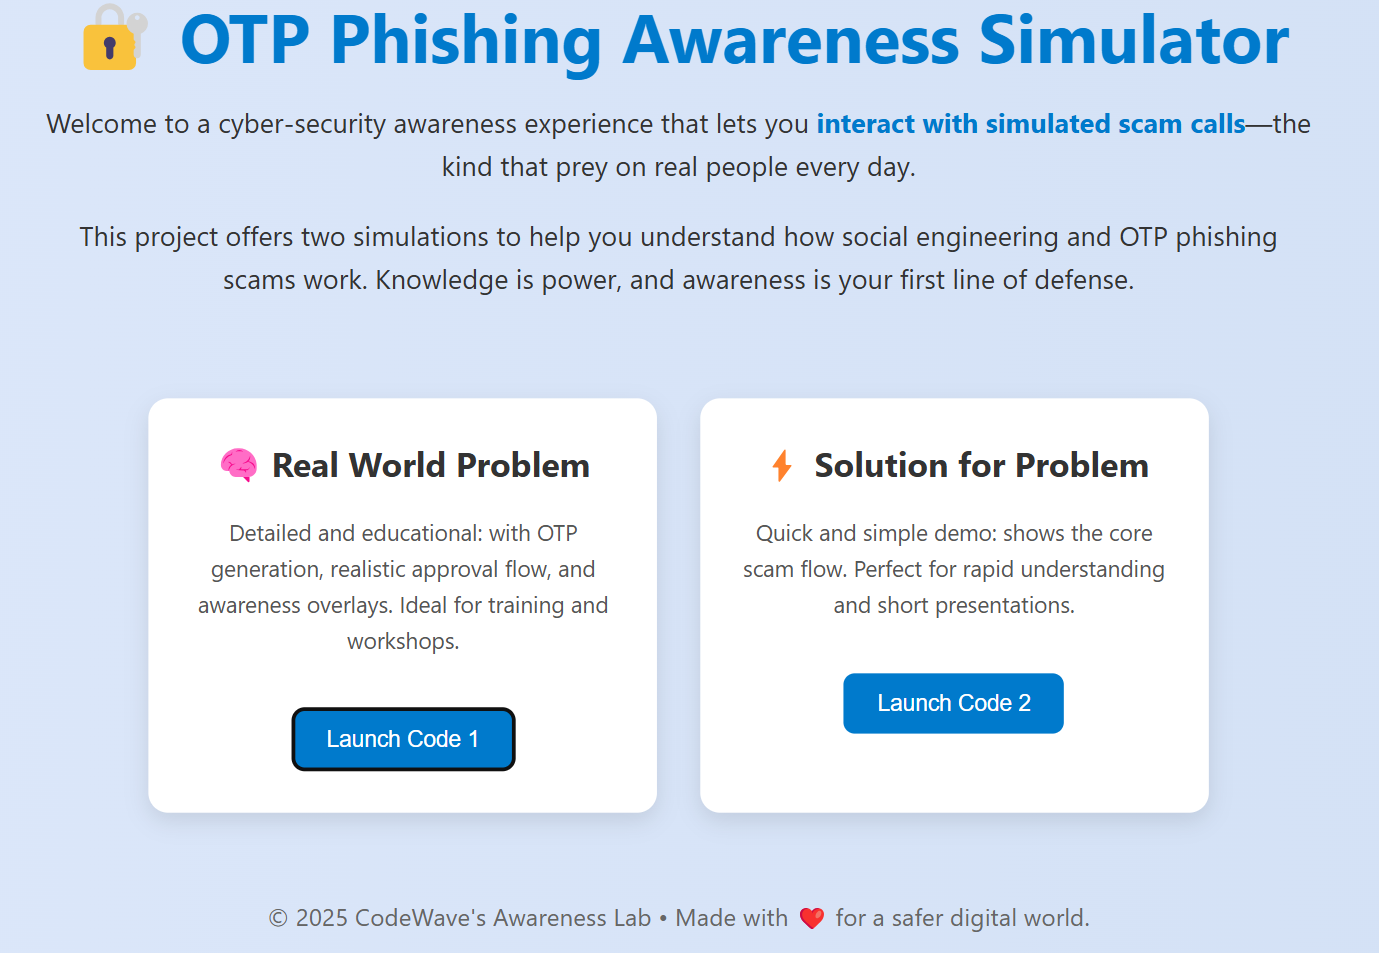 OTP Phishing Awareness Simulator
Welcome to a cyber-security awareness experience that lets you interact with simulated scam calls—the
kind that prey on real people every day.
This project offers two simulations to help you understand how social engineering and OTP phishing
scams work. Knowledge is power, and awareness is your first line of defense.
Real World Problem
Detailed and educational: with OTP
generation, realistic approval flow, and
awareness overlays. Ideal for training and
workshops.
Launch Code 1
Solution for Problem
Quick and simple demo: shows the core
scam flow. Perfect for rapid understanding
and short presentations.
Launch Code 2
© 2025 CodeWave's Awareness Lab • Made with ❤️ for a safer digital world.